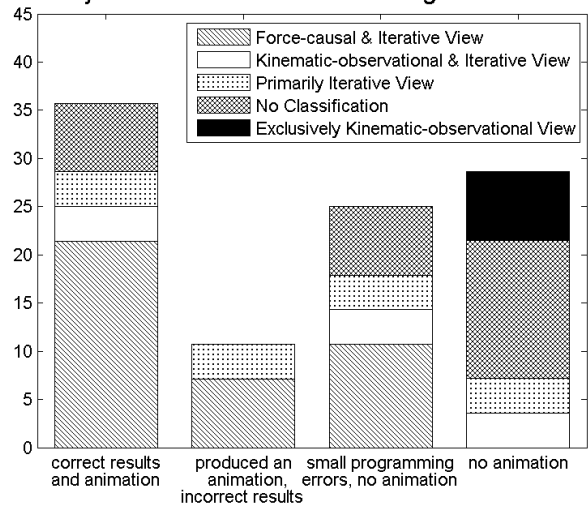 45
40
35
30
25
20
15
10
5
0
Force-causal & Iterative View
Kinematic-observational & Iterative View
Primarily Iterative View
No Classification
Exclusively Kinematic-observational View
correct results
and animation
produced an
animation,
incorrect results
small programming
errors, no animation
no animation